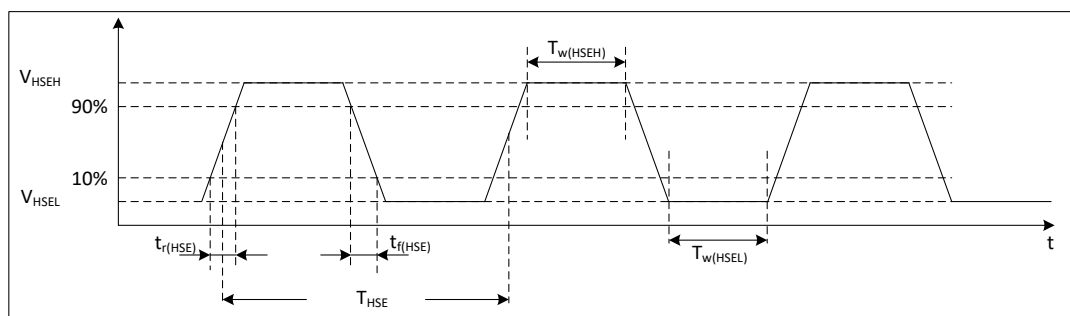 T_w(HSEH)
V_HSEH
90%
10%
V_HSEL
t_r(HSE)
t_f(HSE)
T_w(HSEL)
t
T_HSE